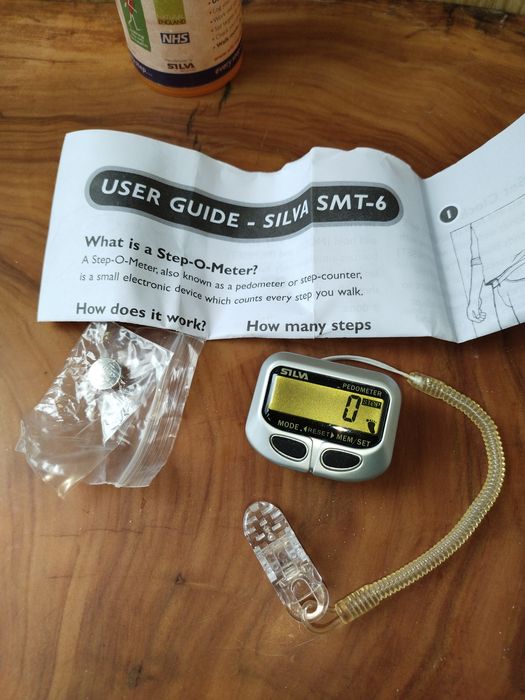 ENGLAND
NHS
SILVA
USER GUIDE - SILVA SMT-6
What is a Step-O-Meter?
A Step-O-Meter, also known as a pedometer or step-counter,
is a small electronic device which counts every step you walk.
How does it work?
How many steps
1
SILVA
PEDOMETER
0
STEP
MODE ◀RESET▶ MEM/SET